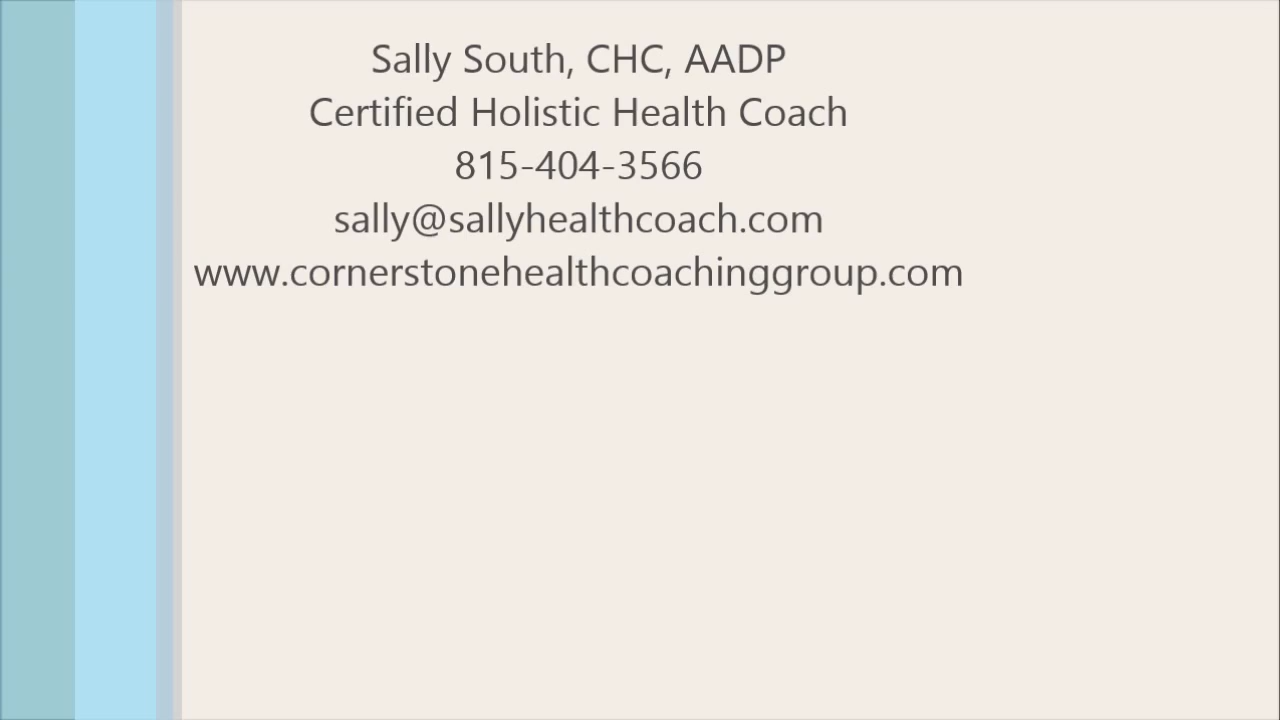 Sally South, CHC, AADP
Certified Holistic Health Coach
815-404-3566
sally@sallyhealthcoach.com
www.cornerstonehealthcoachinggroup.com